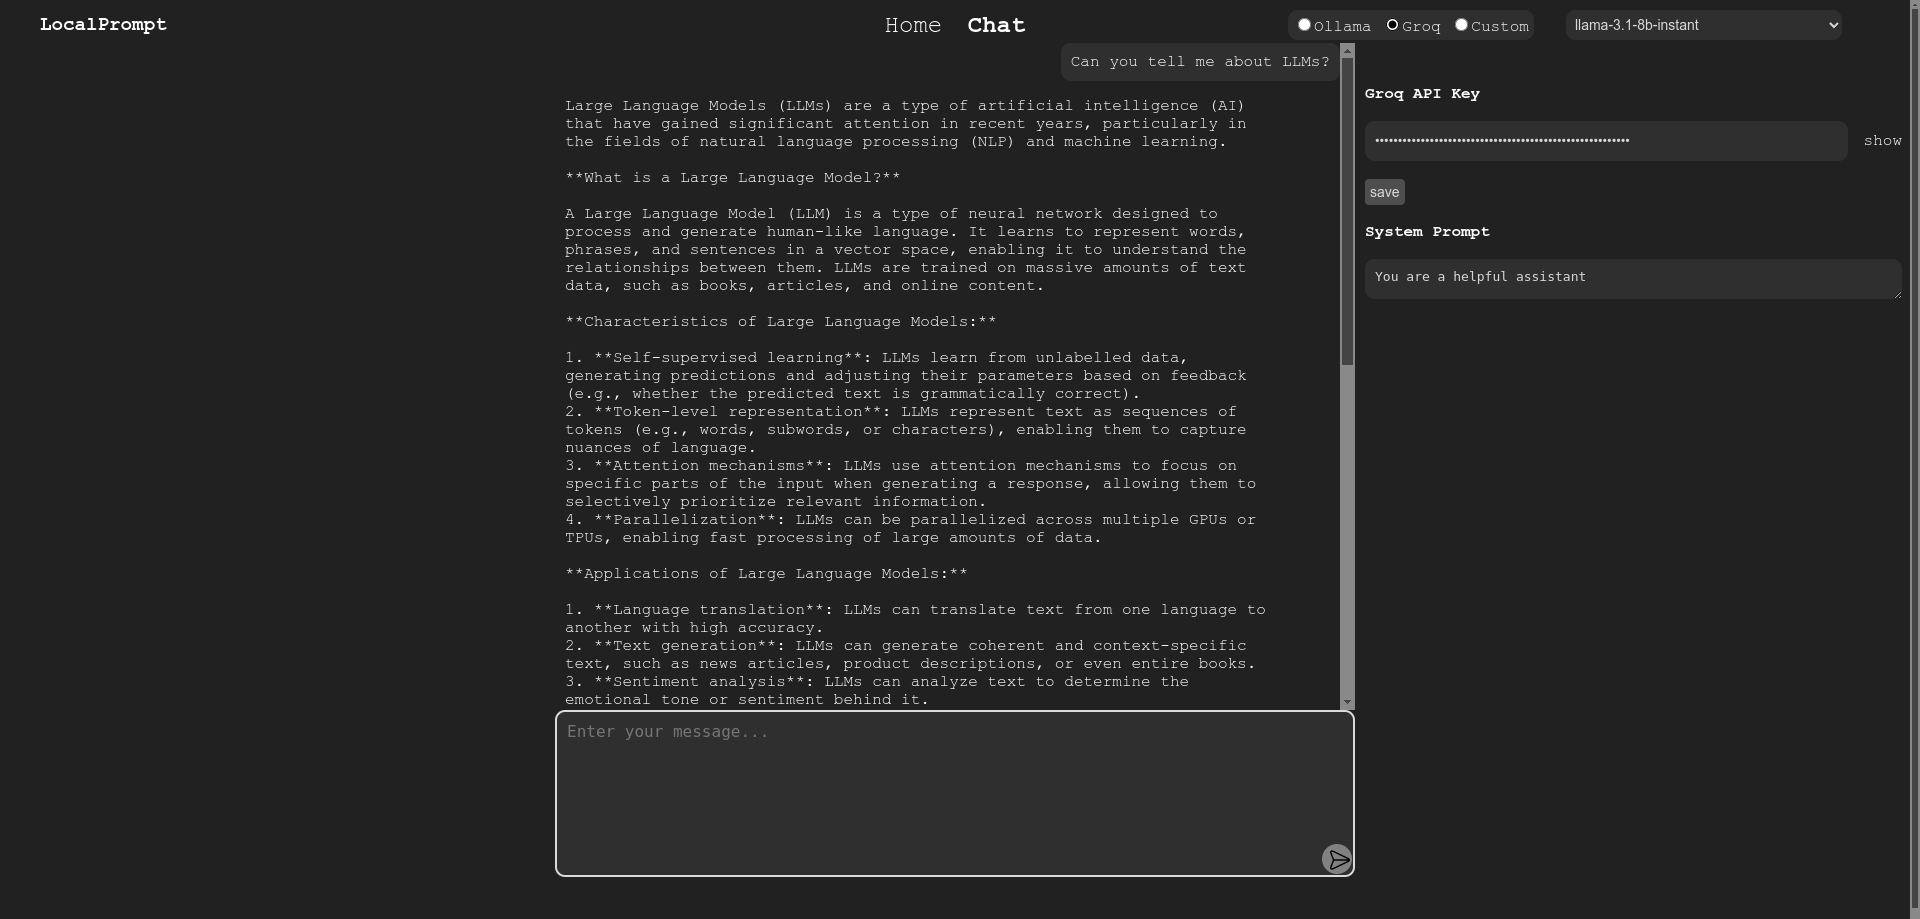 LocalPrompt
Home Chat
Ollama Groq Custom
llama-3.1-8b-instant
Can you tell me about LLMs?
Large Language Models (LLMs) are a type of artificial intelligence (AI)
that have gained significant attention in recent years, particularly in
the fields of natural language processing (NLP) and machine learning.
**What is a Large Language Model?**
A Large Language Model (LLM) is a type of neural network designed to
process and generate human-like language. It learns to represent words,
phrases, and sentences in a vector space, enabling it to understand the
relationships between them. LLMs are trained on massive amounts of text
data, such as books, articles, and online content.
**Characteristics of Large Language Models:**
1. **Self-supervised learning**: LLMs learn from unlabelled data,
generating predictions and adjusting their parameters based on feedback
(e.g., whether the predicted text is grammatically correct).
2. **Token-level representation**: LLMs represent text as sequences of
tokens (e.g., words, subwords, or characters), enabling them to capture
nuances of language.
3. **Attention mechanisms**: LLMs use attention mechanisms to focus on
specific parts of the input when generating a response, allowing them to
selectively prioritize relevant information.
4. **Parallelization**: LLMs can be parallelized across multiple GPUs or
TPUs, enabling fast processing of large amounts of data.
**Applications of Large Language Models:**
1. **Language translation**: LLMs can translate text from one language to
another with high accuracy.
2. **Text generation**: LLMs can generate coherent and context-specific
text, such as news articles, product descriptions, or even entire books.
3. **Sentiment analysis**: LLMs can analyze text to determine the
emotional tone or sentiment behind it.
Enter your message...
Groq API Key
show
save
System Prompt
You are a helpful assistant